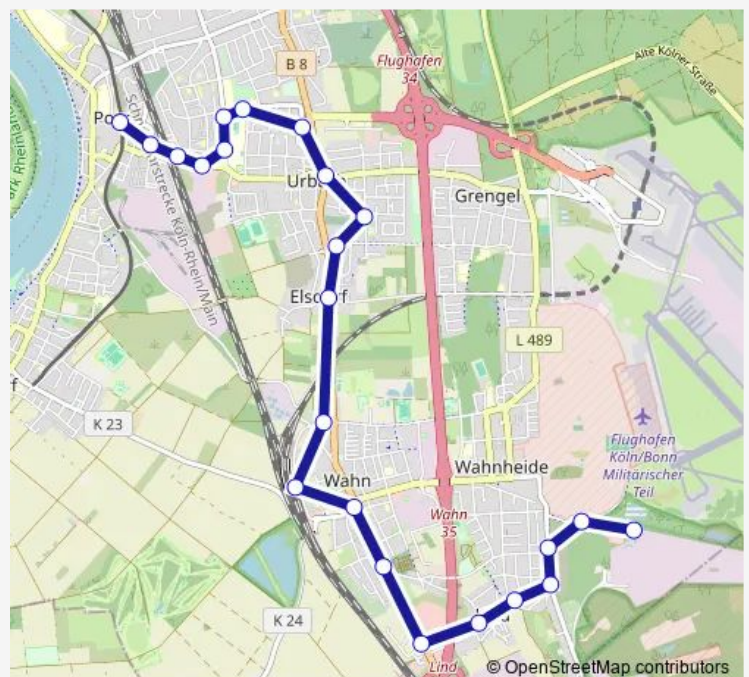 B 8
Flughafen
34
Alte Kölner Straße
Po
Urb
Grengel
Elsdorf
L 489
K 23
Flughafen
Köln/Bonn
Militärischer
Teil
Wahn
Wahnheide
Wahn
35
K 24
Lind
© OpenStreetMap contributors